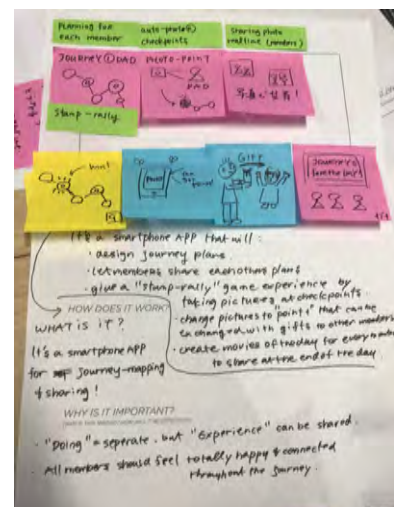 Planning for each member
auto-photo
checkpoints
sharing photo
realtime (members)
JOURNEY ① DAD
PHOTO-POINT
DAD
Stamp-rally
hunt
POINT
GIFT
JOURNEY
It's a smartphone APP that will:
・assign journey plans
・let members share eachothers plans
・give a "stamp-rally" game experience by
taking pictures at checkpoints.
・change pictures to "points" that can be
exchanged with gifts to other members
・create movies of the day for every member
to share at the end of the day
HOW DOES IT WORK?
WHAT IS IT?
It's a smartphone APP
for journey-mapping
& sharing!
WHY IS IT IMPORTANT?
・"Doing" = seperate, but "Experience" can be shared.
・All members should feel totally happy & connected
throughout the journey.